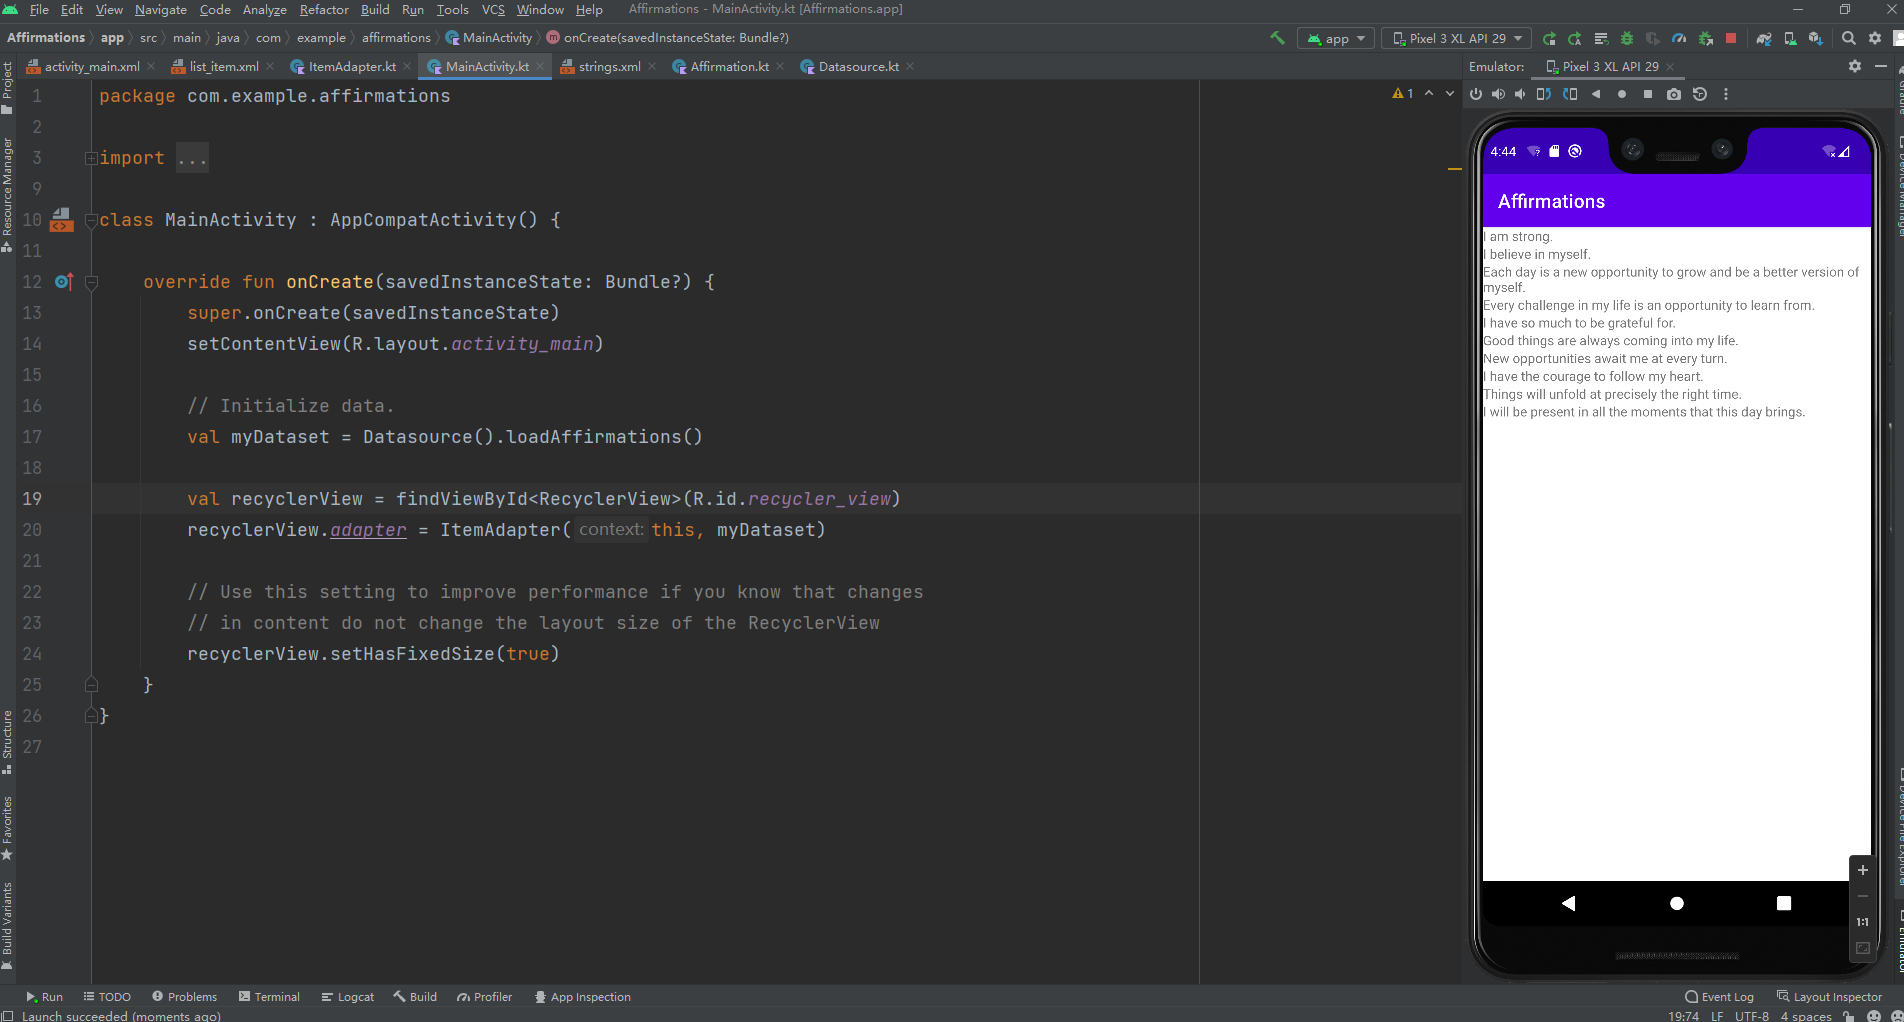 File Edit View Navigate Code Analyze Refactor Build Run Tools VCS Window Help Affirmations - MainActivity.kt [Affirmations.app]
Affirmations app src main java com example affirmations MainActivity onCreate(savedInstanceState: Bundle?) app Pixel 3 XL API 29
activity_main.xml list_item.xml ItemAdapter.kt MainActivity.kt strings.xml Affirmation.kt Datasource.kt
Project
Resource Manager
Structure
Favorites
Build Variants
1 package com.example.affirmations
2
3 import ...
9
10 class MainActivity : AppCompatActivity() {
11
12 override fun onCreate(savedInstanceState: Bundle?) {
13 super.onCreate(savedInstanceState)
14 setContentView(R.layout.activity_main)
15
16 // Initialize data.
17 val myDataset = Datasource().loadAffirmations()
18
19 val recyclerView = findViewById<RecyclerView>(R.id.recycler_view)
20 recyclerView.adapter = ItemAdapter( context: this, myDataset)
21
22 // Use this setting to improve performance if you know that changes
23 // in content do not change the layout size of the RecyclerView
24 recyclerView.setHasFixedSize(true)
25 }
26 }
27
1
Emulator: Pixel 3 XL API 29
4:44
Affirmations
I am strong.
I believe in myself.
Each day is a new opportunity to grow and be a better version of
myself.
Every challenge in my life is an opportunity to learn from.
I have so much to be grateful for.
Good things are always coming into my life.
New opportunities await me at every turn.
I have the courage to follow my heart.
Things will unfold at precisely the right time.
I will be present in all the moments that this day brings.
1:1
Run TODO Problems Terminal Logcat Build Profiler App Inspection Event Log Layout Inspector
Launch succeeded (moments ago) 19:74 LF UTF-8 4 spaces